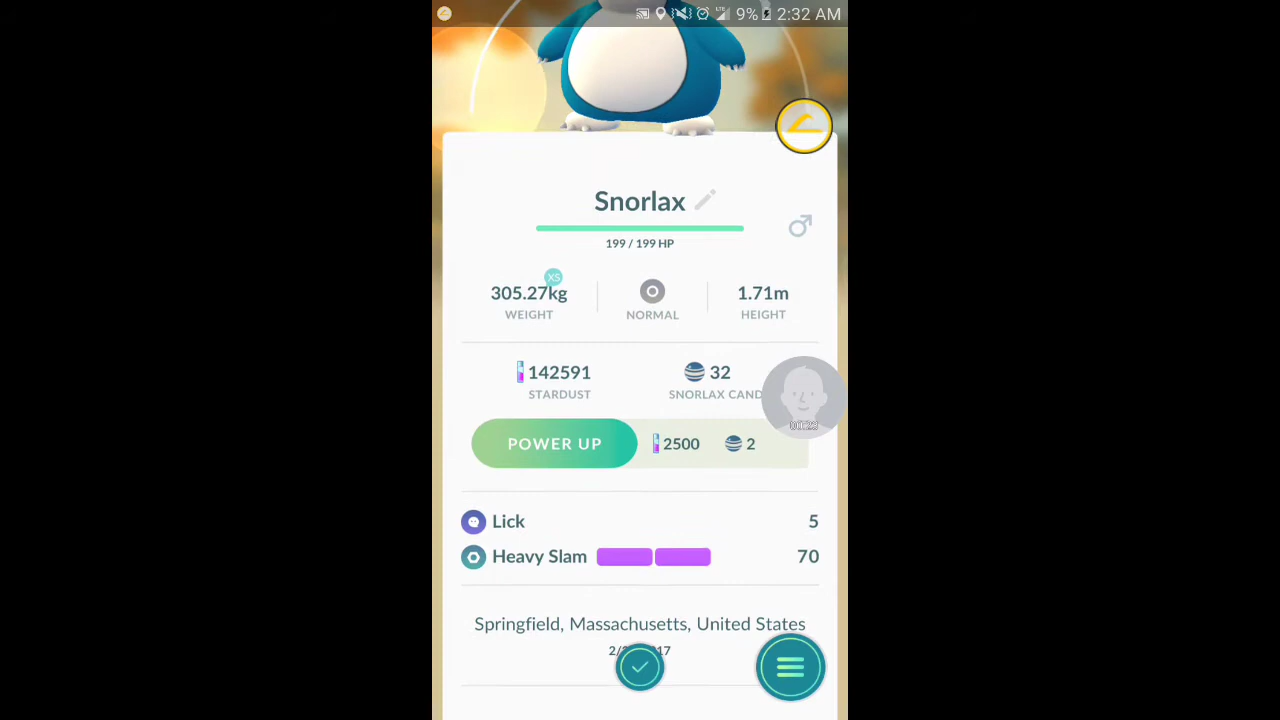 LTE 9% 2:32 AM
Snorlax
199 / 199 HP
XS
305.27kg
WEIGHT
NORMAL
1.71m
HEIGHT
142591
STARDUST
32
SNORLAX CAND
POWER UP 2500 2
Lick 5
Heavy Slam 70
Springfield, Massachusetts, United States